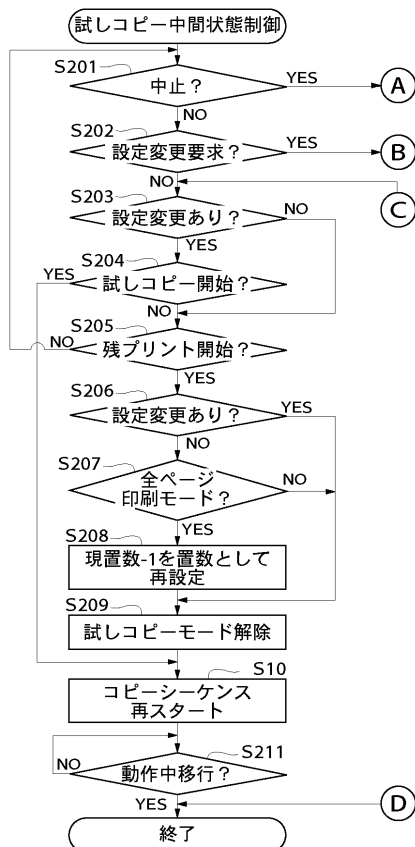 試しコピー中間状態制御
S201
中止？
YES
A
NO
S202
設定変更要求？
YES
B
NO
C
S203
設定変更あり？
NO
YES
S204
YES
試しコピー開始？
NO
S205
NO
残プリント開始？
YES
S206
設定変更あり？
YES
NO
S207
全ページ
印刷モード？
NO
YES
S208
現置数-1を置数として
再設定
S209
試しコピーモード解除
S10
コピーシーケンス
再スタート
S211
NO
動作中移行？
YES
D
終了